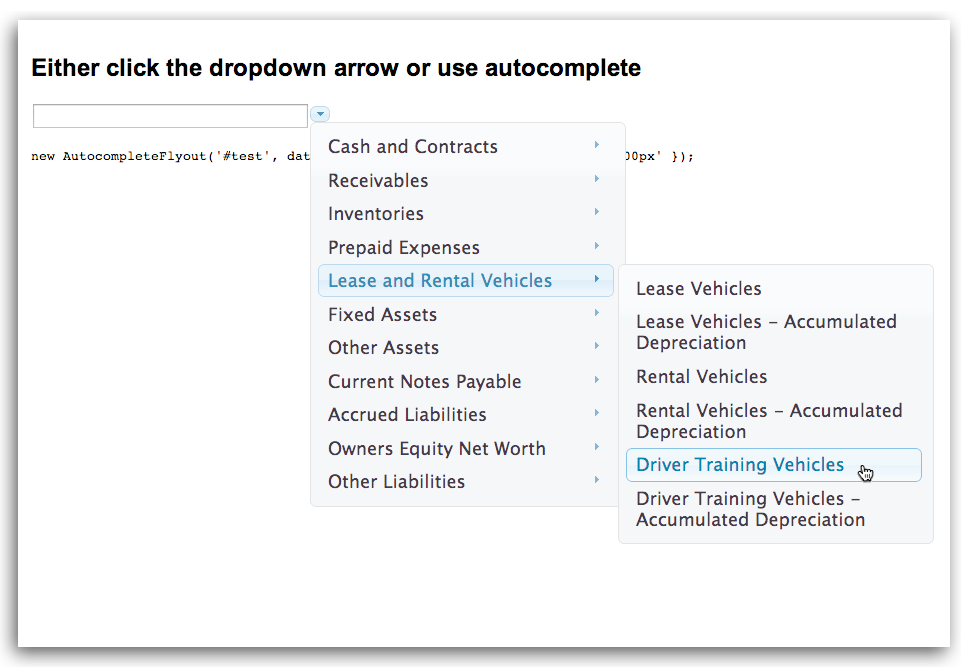 Either click the dropdown arrow or use autocomplete
new AutocompleteFlyout('#test', dat 00px' });
Cash and Contracts
Receivables
Inventories
Prepaid Expenses
Lease and Rental Vehicles
Fixed Assets
Other Assets
Current Notes Payable
Accrued Liabilities
Owners Equity Net Worth
Other Liabilities
Lease Vehicles
Lease Vehicles – Accumulated
Depreciation
Rental Vehicles
Rental Vehicles – Accumulated
Depreciation
Driver Training Vehicles
Driver Training Vehicles –
Accumulated Depreciation